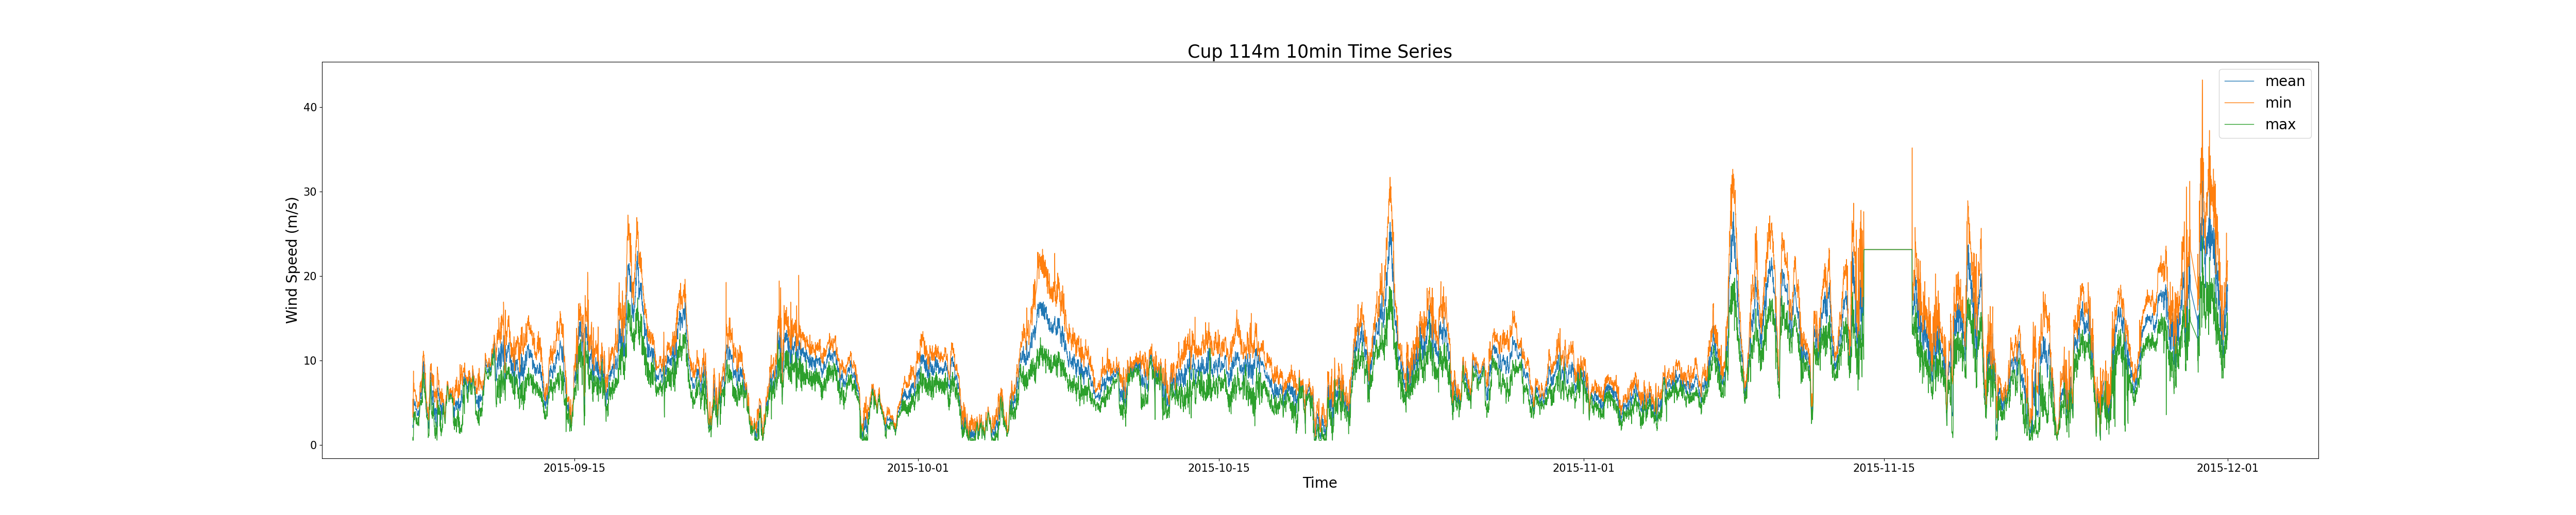 Cup 114m 10min Time Series
mean
min
max
40
30
20
10
0
Wind Speed (m/s)
2015-09-15
2015-10-01
2015-10-15
2015-11-01
2015-11-15
2015-12-01
Time